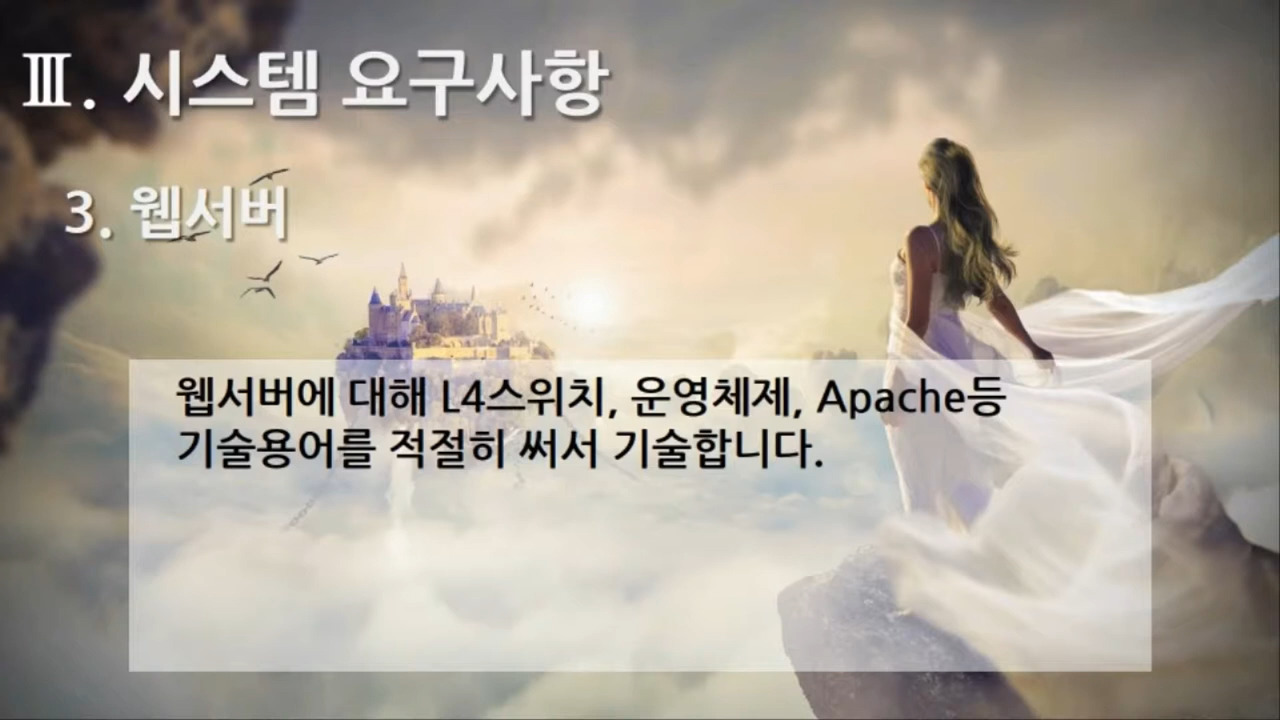 Ⅲ. 시스템 요구사항
3. 웹서버
웹서버에 대해 L4스위치, 운영체제, Apache등
기술용어를 적절히 써서 기술합니다.